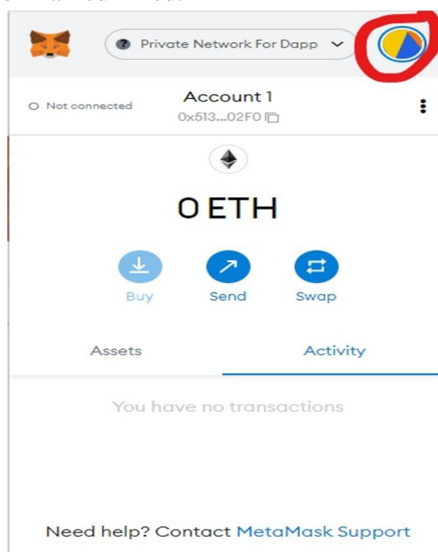 Private Network For Dapp
Not connected
Account 1
0x513...02F0
0 ETH
Buy
Send
Swap
Assets
Activity
You have no transactions
Need help? Contact MetaMask Support